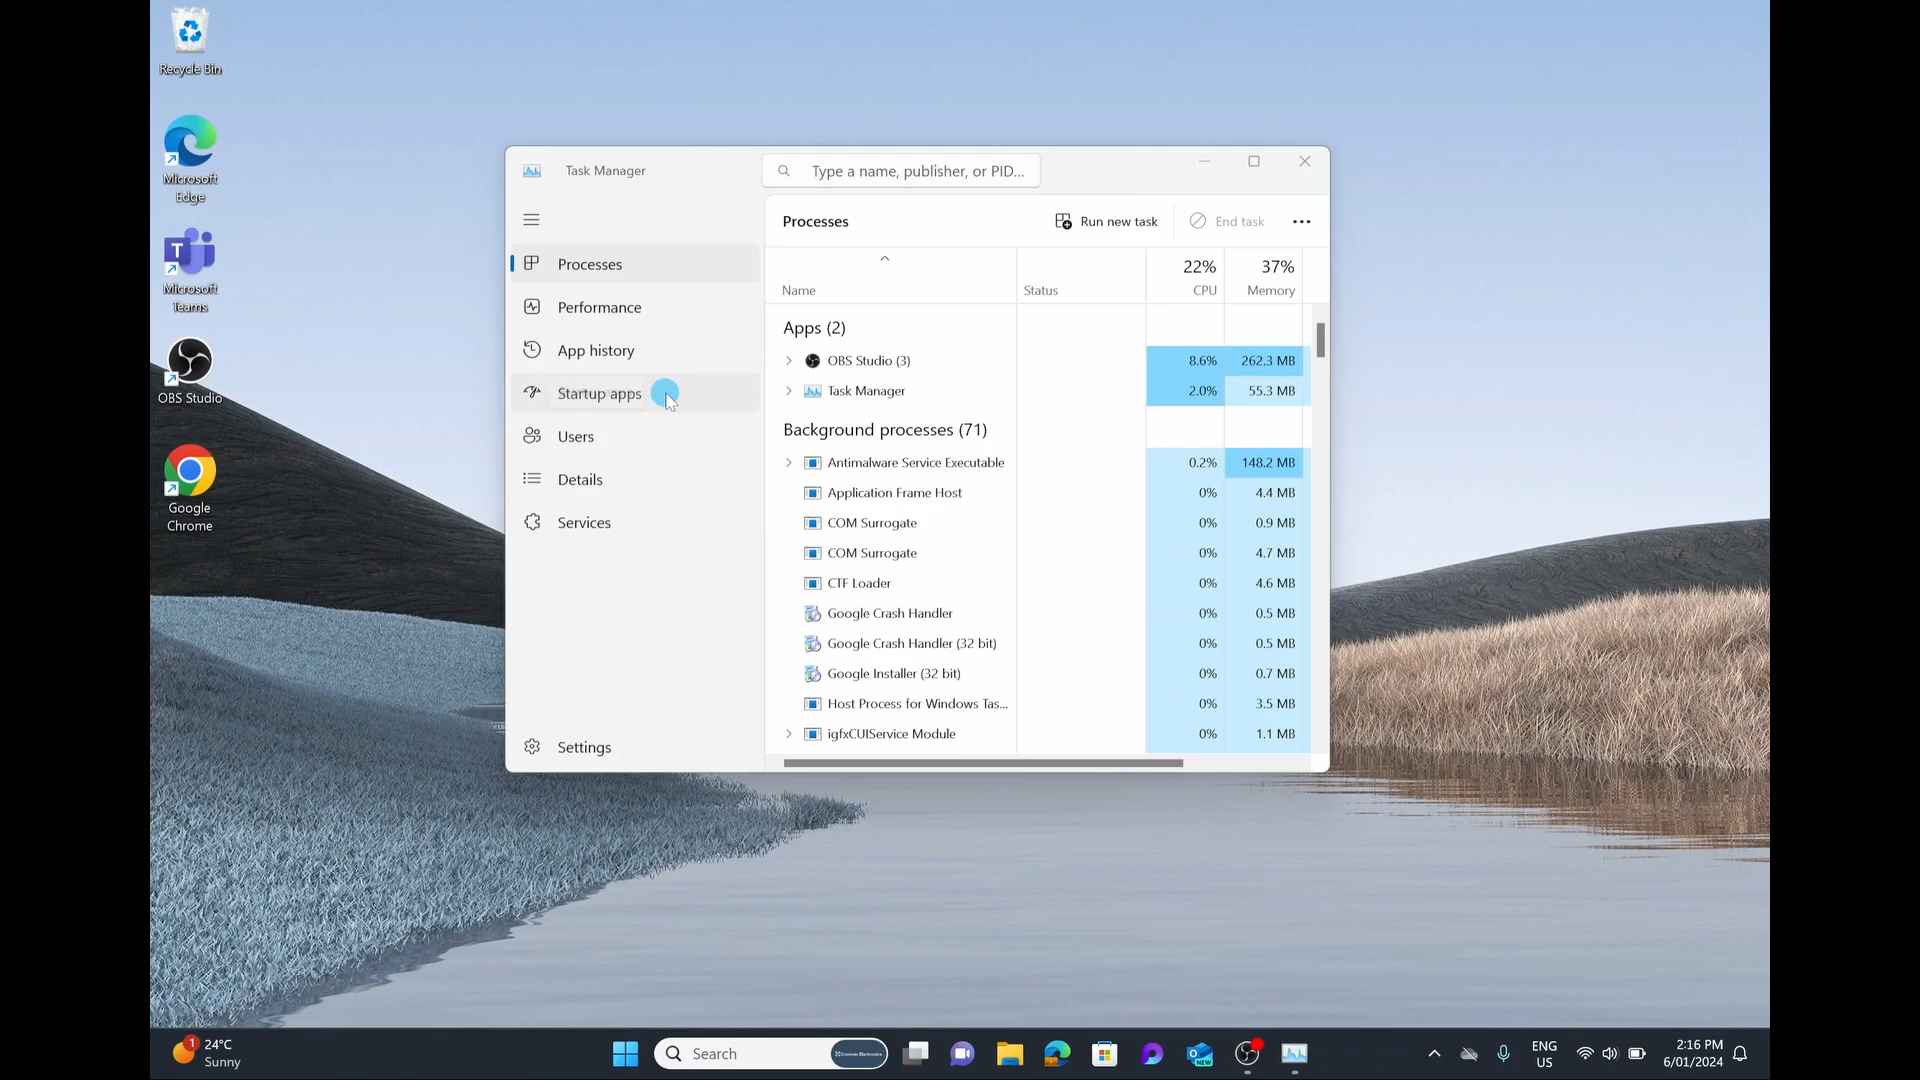 Recycle Bin
Microsoft
Edge
Microsoft
Teams
OBS Studio
Google
Chrome
Task Manager
Type a name, publisher, or PID...
Processes
Performance
App history
Startup apps
Users
Details
Services
Settings
Processes
Run new task
End task
22%
37%
Name
Status
CPU
Memory
Apps (2)
OBS Studio (3) 8.6% 262.3 MB
Task Manager 2.0% 55.3 MB
Background processes (71)
Antimalware Service Executable 0.2% 148.2 MB
Application Frame Host 0% 4.4 MB
COM Surrogate 0% 0.9 MB
COM Surrogate 0% 4.7 MB
CTF Loader 0% 4.6 MB
Google Crash Handler 0% 0.5 MB
Google Crash Handler (32 bit) 0% 0.5 MB
Google Installer (32 bit) 0% 0.7 MB
Host Process for Windows Tas... 0% 3.5 MB
igfxCUIService Module 0% 1.1 MB
1
24°C
Sunny
Search
NEW
ENG
US
2:16 PM
6/01/2024